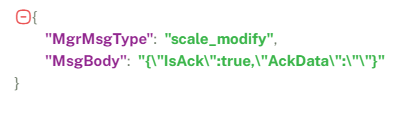 {
"MgrMsgType": "scale_modify",
"MsgBody": "{\"IsAck\":true,\"AckData\":\"\"}"
}